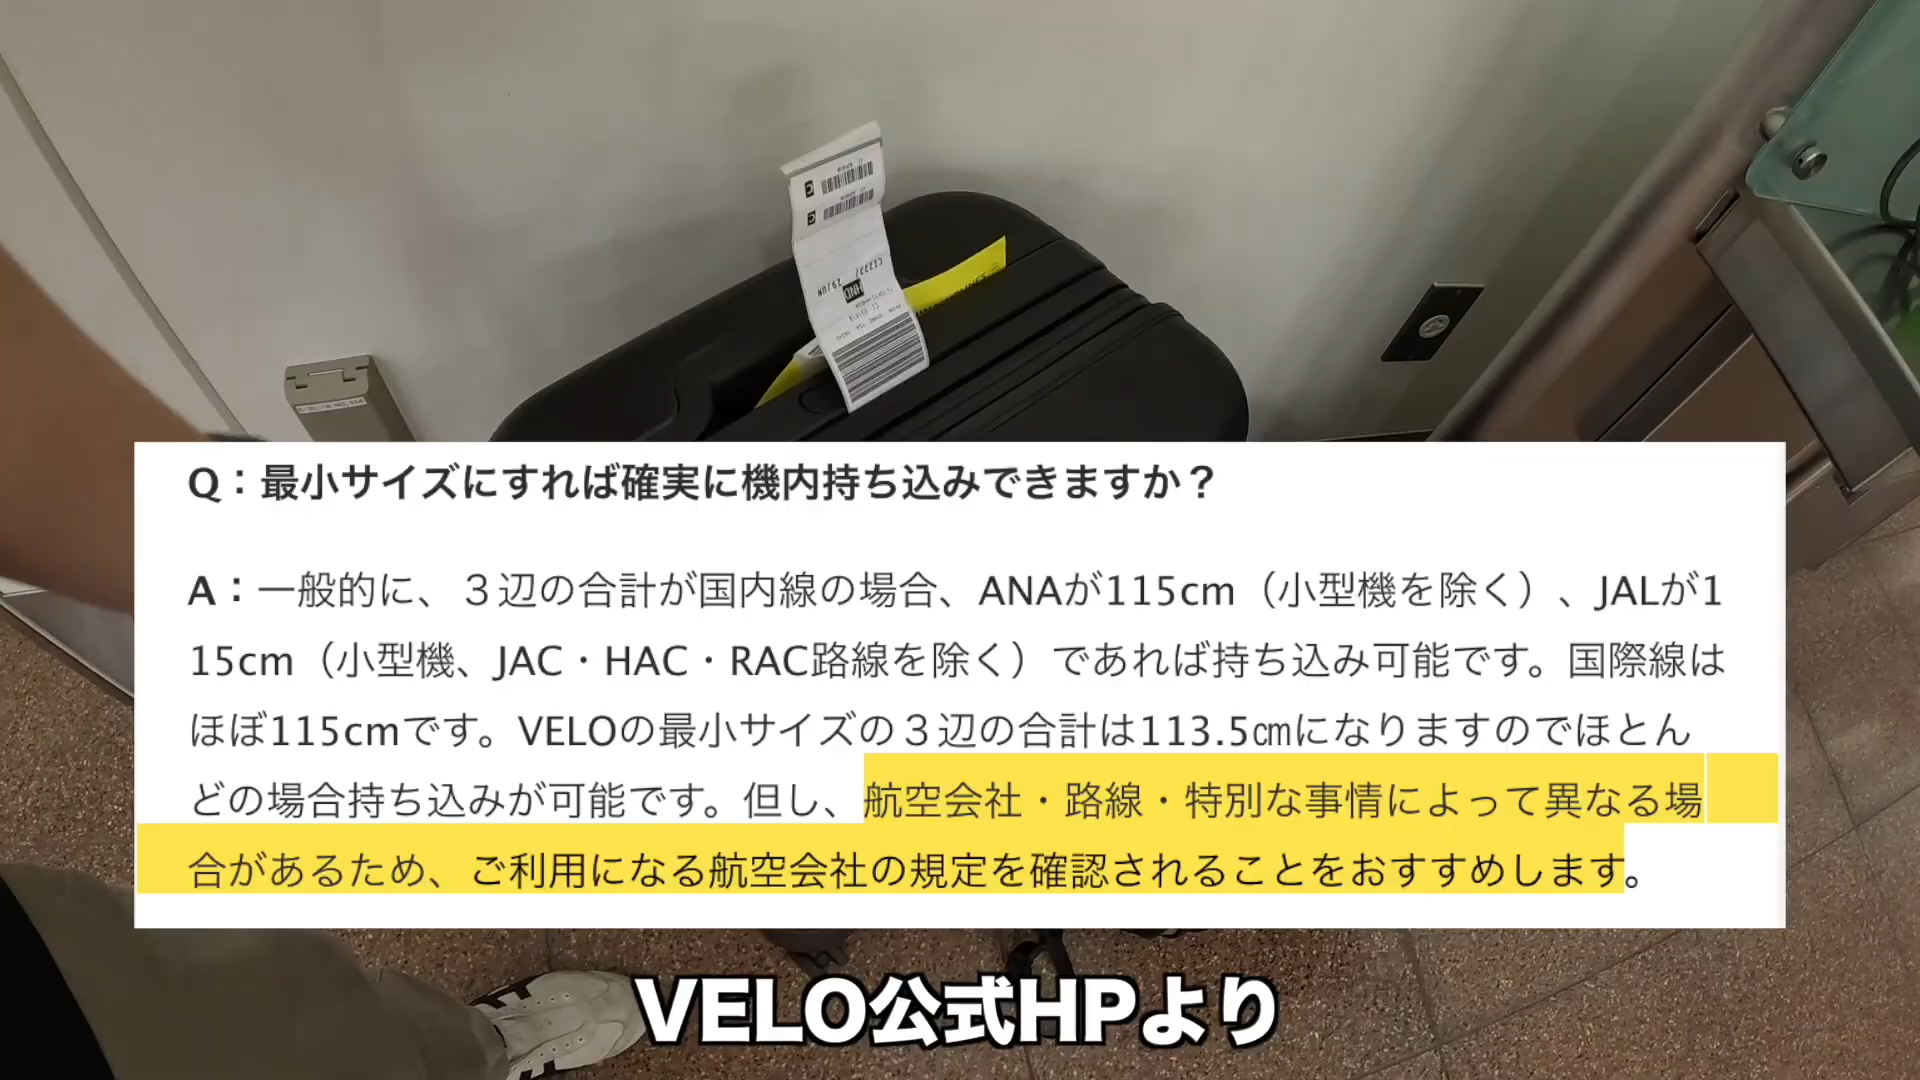 HND
29JUN
Q：最小サイズにすれば確実に機内持ち込みできますか？
A：一般的に、３辺の合計が国内線の場合、ANAが115cm（小型機を除く）、JALが1
15cm（小型機、JAC・HAC・RAC路線を除く）であれば持ち込み可能です。国際線は
ほぼ115cmです。VELOの最小サイズの３辺の合計は113.5㎝になりますのでほとん
どの場合持ち込みが可能です。但し、航空会社・路線・特別な事情によって異なる場
合があるため、ご利用になる航空会社の規定を確認されることをおすすめします。
VELO公式HPより